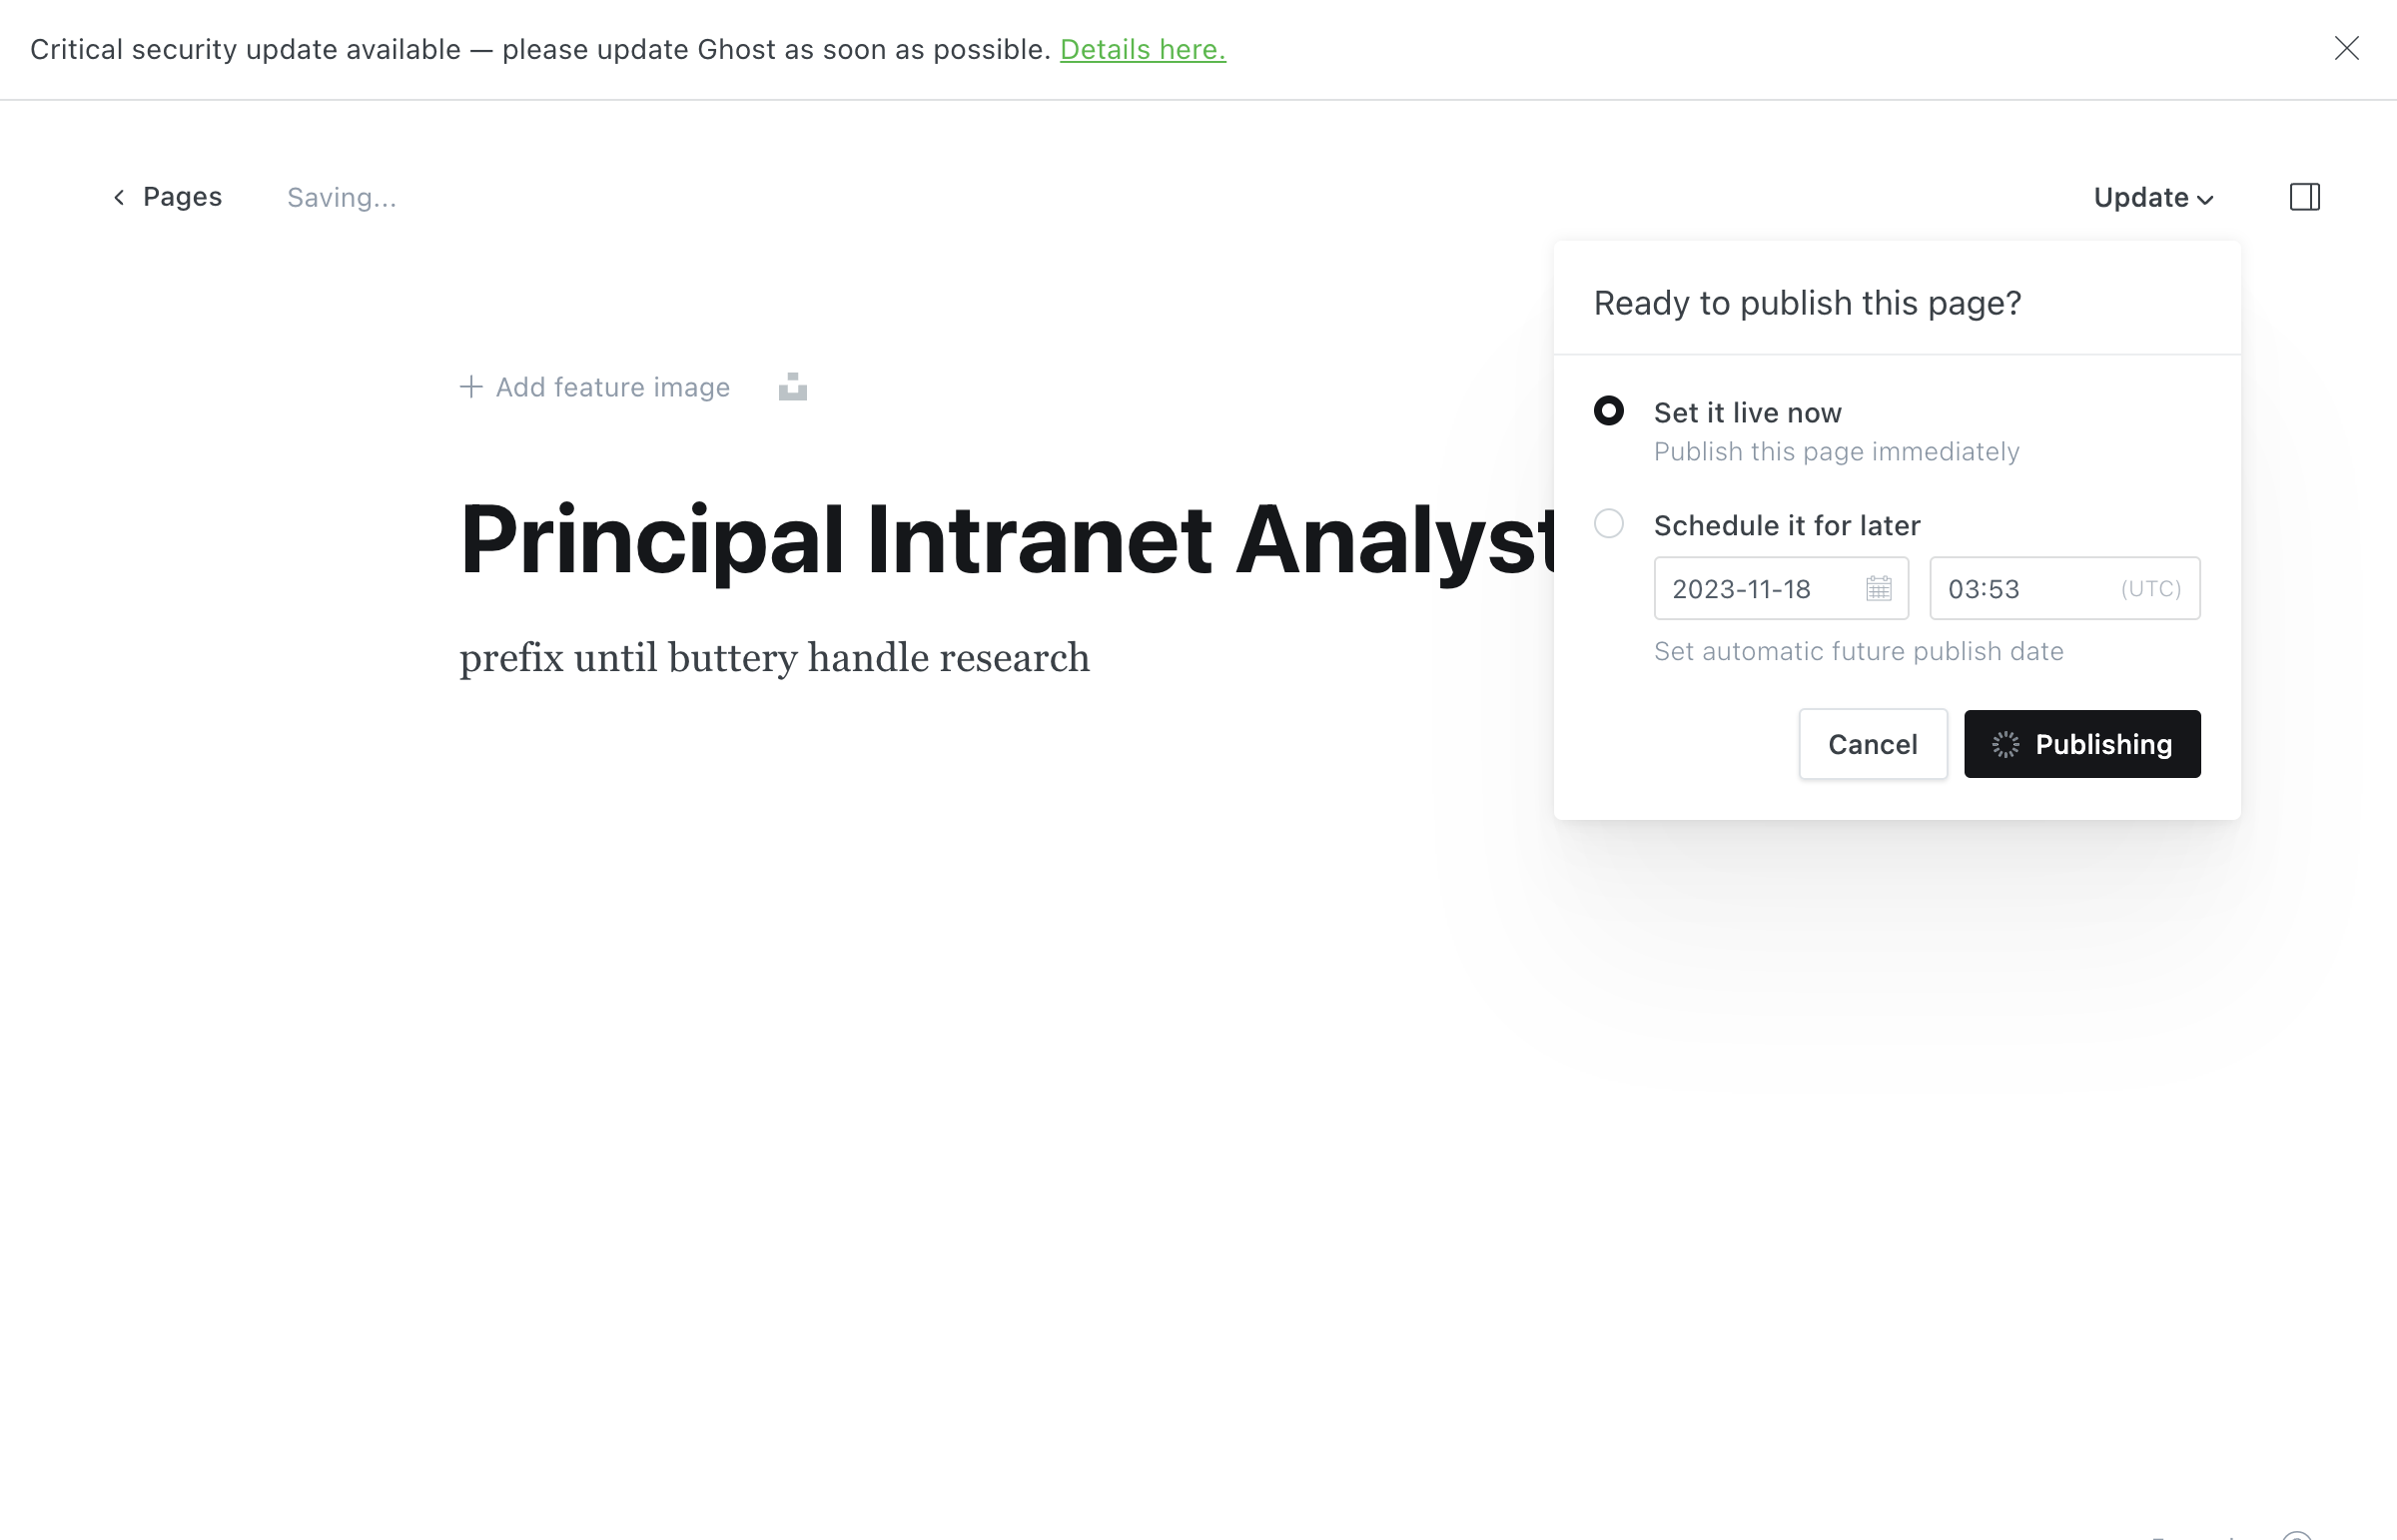 Critical security update available — please update Ghost as soon as possible. Details here.
Pages
Saving...
Update
Ready to publish this page?
Add feature image
Set it live now
Publish this page immediately
Principal Intranet Analyst
Schedule it for later
2023-11-18
03:53
(UTC)
prefix until buttery handle research
Set automatic future publish date
Cancel
Publishing